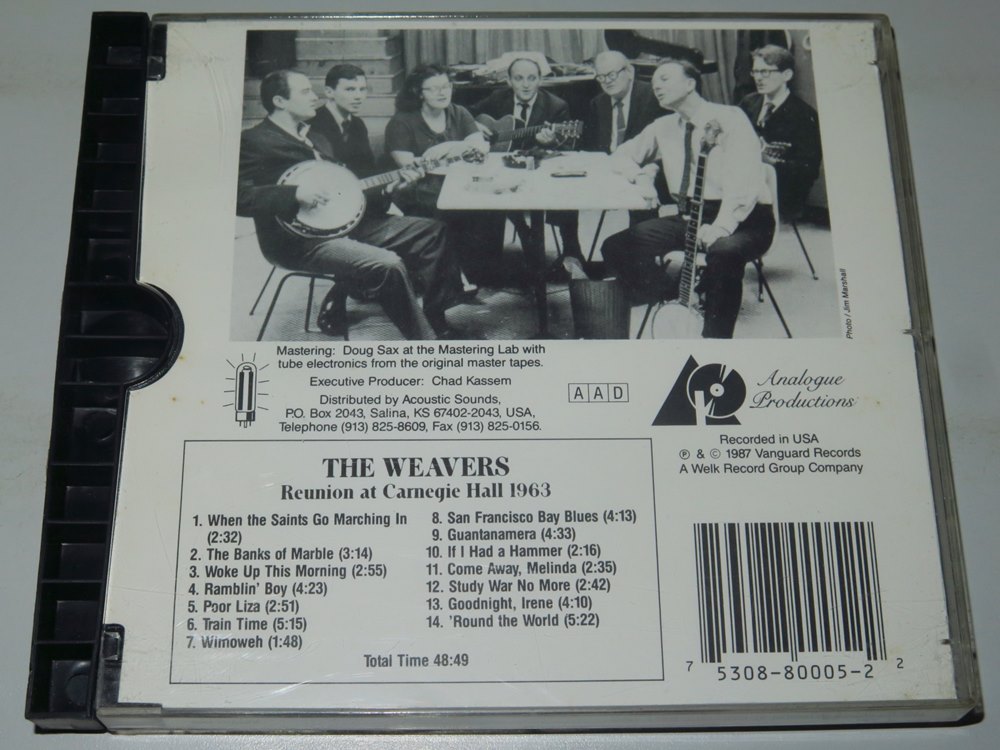 Photo / Jim Marshall
Mastering: Doug Sax at the Mastering Lab with
tube electronics from the original master tapes.
Executive Producer: Chad Kassem
Distributed by Acoustic Sounds,
P.O. Box 2043, Salina, KS 67402-2043, USA,
Telephone (913) 825-8609, Fax (913) 825-0156.
AAD
AP
Analogue
Productions
Recorded in USA
℗ & © 1987 Vanguard Records
A Welk Record Group Company
THE WEAVERS
Reunion at Carnegie Hall 1963
1. When the Saints Go Marching In
(2:32)
2. The Banks of Marble (3:14)
3. Woke Up This Morning (2:55)
4. Ramblin' Boy (4:23)
5. Poor Liza (2:51)
6. Train Time (5:15)
7. Wimoweh (1:48)
8. San Francisco Bay Blues (4:13)
9. Guantanamera (4:33)
10. If I Had a Hammer (2:16)
11. Come Away, Melinda (2:35)
12. Study War No More (2:42)
13. Goodnight, Irene (4:10)
14. 'Round the World (5:22)
Total Time 48:49
7 5308-80005-2 2